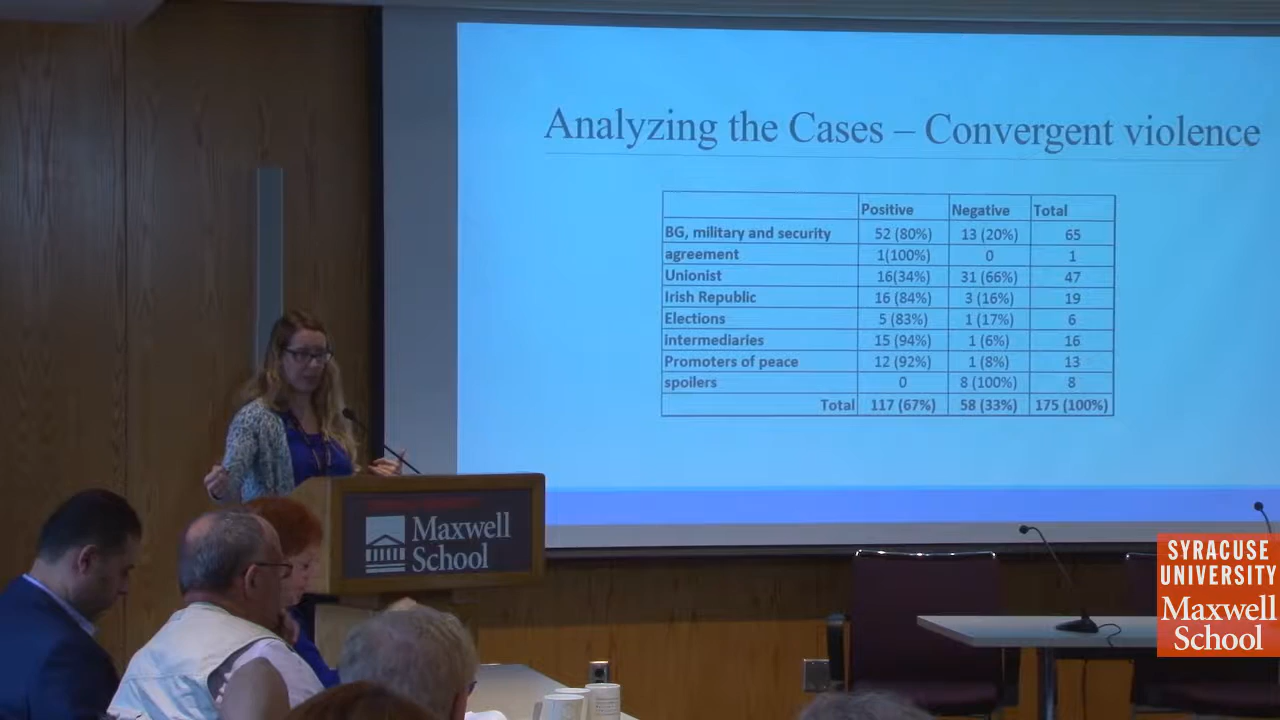 Analyzing the Cases – Convergent violence
Positive Negative Total
BG, military and security 52 (80%) 13 (20%) 65
agreement 1(100%) 0 1
Unionist 16(34%) 31 (66%) 47
Irish Republic 16 (84%) 3 (16%) 19
Elections 5 (83%) 1 (17%) 6
intermediaries 15 (94%) 1 (6%) 16
Promoters of peace 12 (92%) 1 (8%) 13
spoilers 0 8 (100%) 8
Total 117 (67%) 58 (33%) 175 (100%)
Maxwell
School
SYRACUSE
UNIVERSITY
Maxwell
School